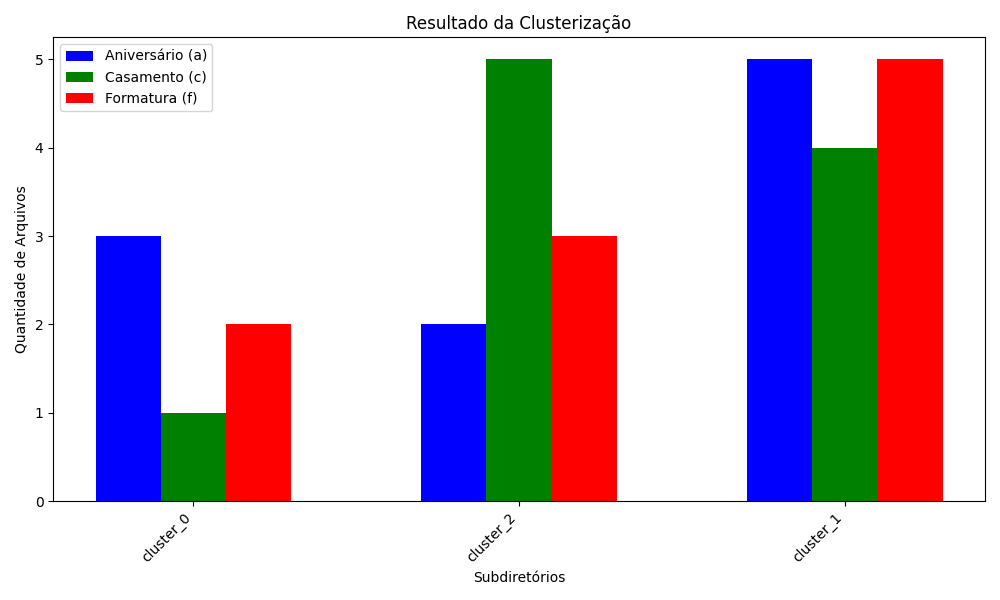 Resultado da Clusterização
Aniversário (a)
Casamento (c)
Formatura (f)
Quantidade de Arquivos
5
4
3
2
1
0
cluster_0
cluster_2
cluster_1
Subdiretórios